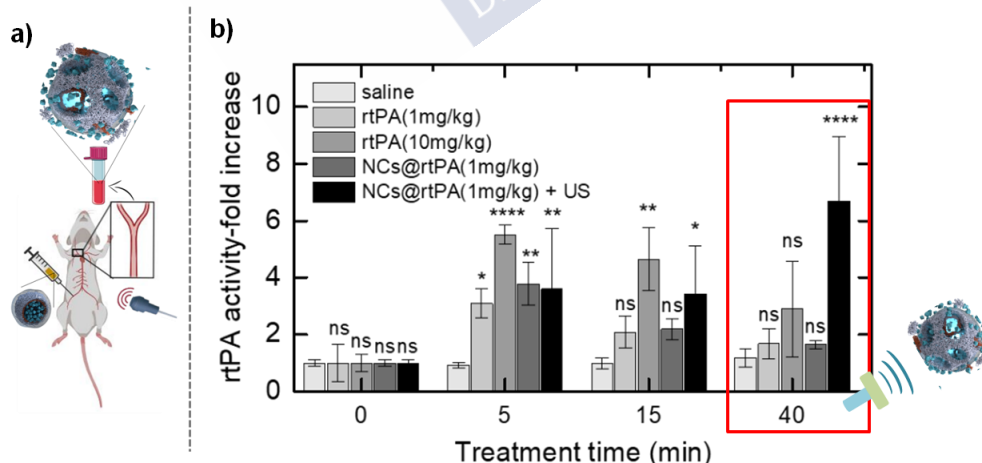 a)
b)
rtPA activity-fold increase
10
8
6
4
2
0
saline
rtPA(1mg/kg)
rtPA(10mg/kg)
NCs@rtPA(1mg/kg)
NCs@rtPA(1mg/kg) + US
ns
ns
ns
ns
*
****
**
**
ns
**
ns
*
ns
ns
ns
****
0
5
15
40
Treatment time (min)